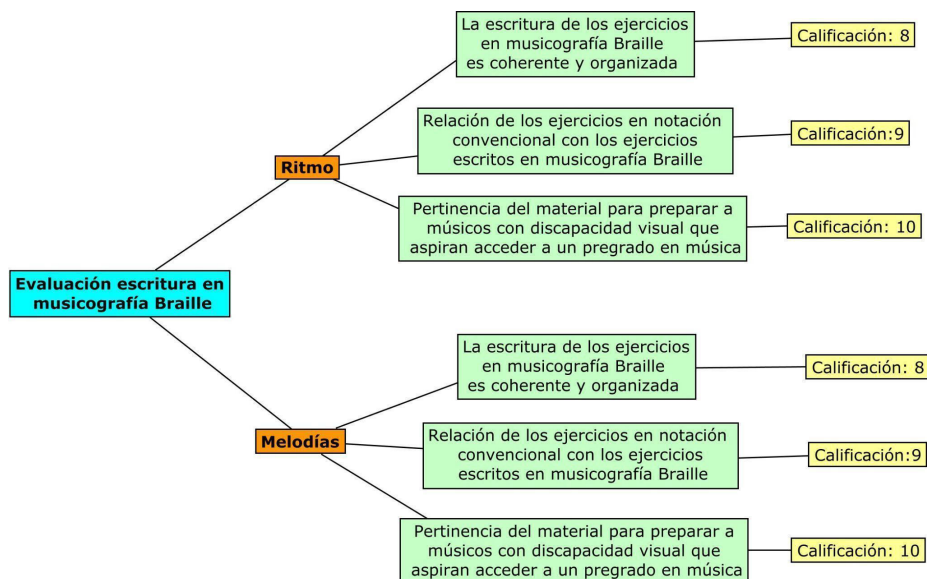 La escritura de los ejercicios
en musicografía Braille
es coherente y organizada
Calificación: 8
Relación de los ejercicios en notación
convencional con los ejercicios
escritos en musicografía Braille
Calificación:9
Ritmo
Pertinencia del material para preparar a
músicos con discapacidad visual que
aspiran acceder a un pregrado en música
Calificación: 10
Evaluación escritura en
musicografía Braille
La escritura de los ejercicios
en musicografía Braille
es coherente y organizada
Calificación: 8
Melodías
Relación de los ejercicios en notación
convencional con los ejercicios
escritos en musicografía Braille
Calificación:9
Pertinencia del material para preparar a
músicos con discapacidad visual que
aspiran acceder a un pregrado en música
Calificación: 10